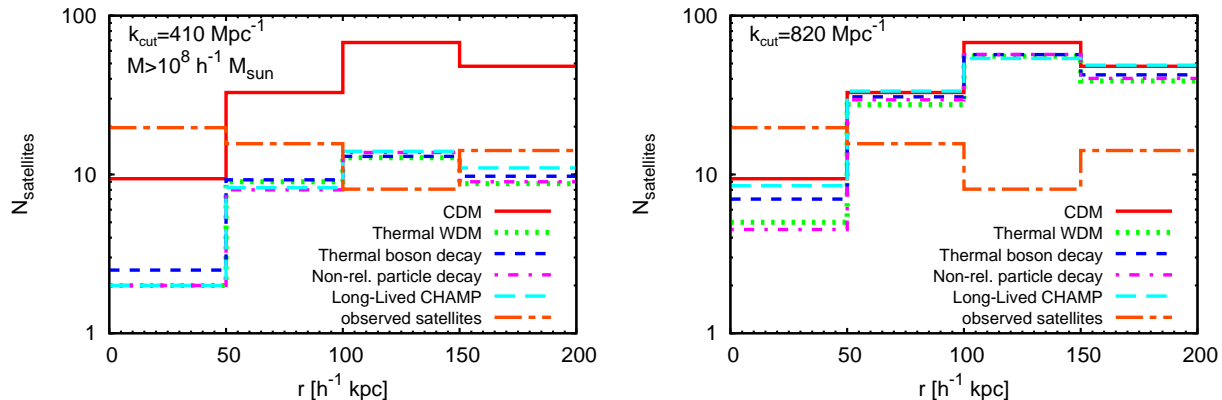 k_cut=410 Mpc⁻¹
M>10⁸ h⁻¹ M_sun
N_satellites
100
10
1
CDM
Thermal WDM
Thermal boson decay
Non-rel. particle decay
Long-Lived CHAMP
observed satellites
0 50 100 150 200
r [h⁻¹ kpc]
k_cut=820 Mpc⁻¹
N_satellites
100
10
1
CDM
Thermal WDM
Thermal boson decay
Non-rel. particle decay
Long-Lived CHAMP
observed satellites
0 50 100 150 200
r [h⁻¹ kpc]